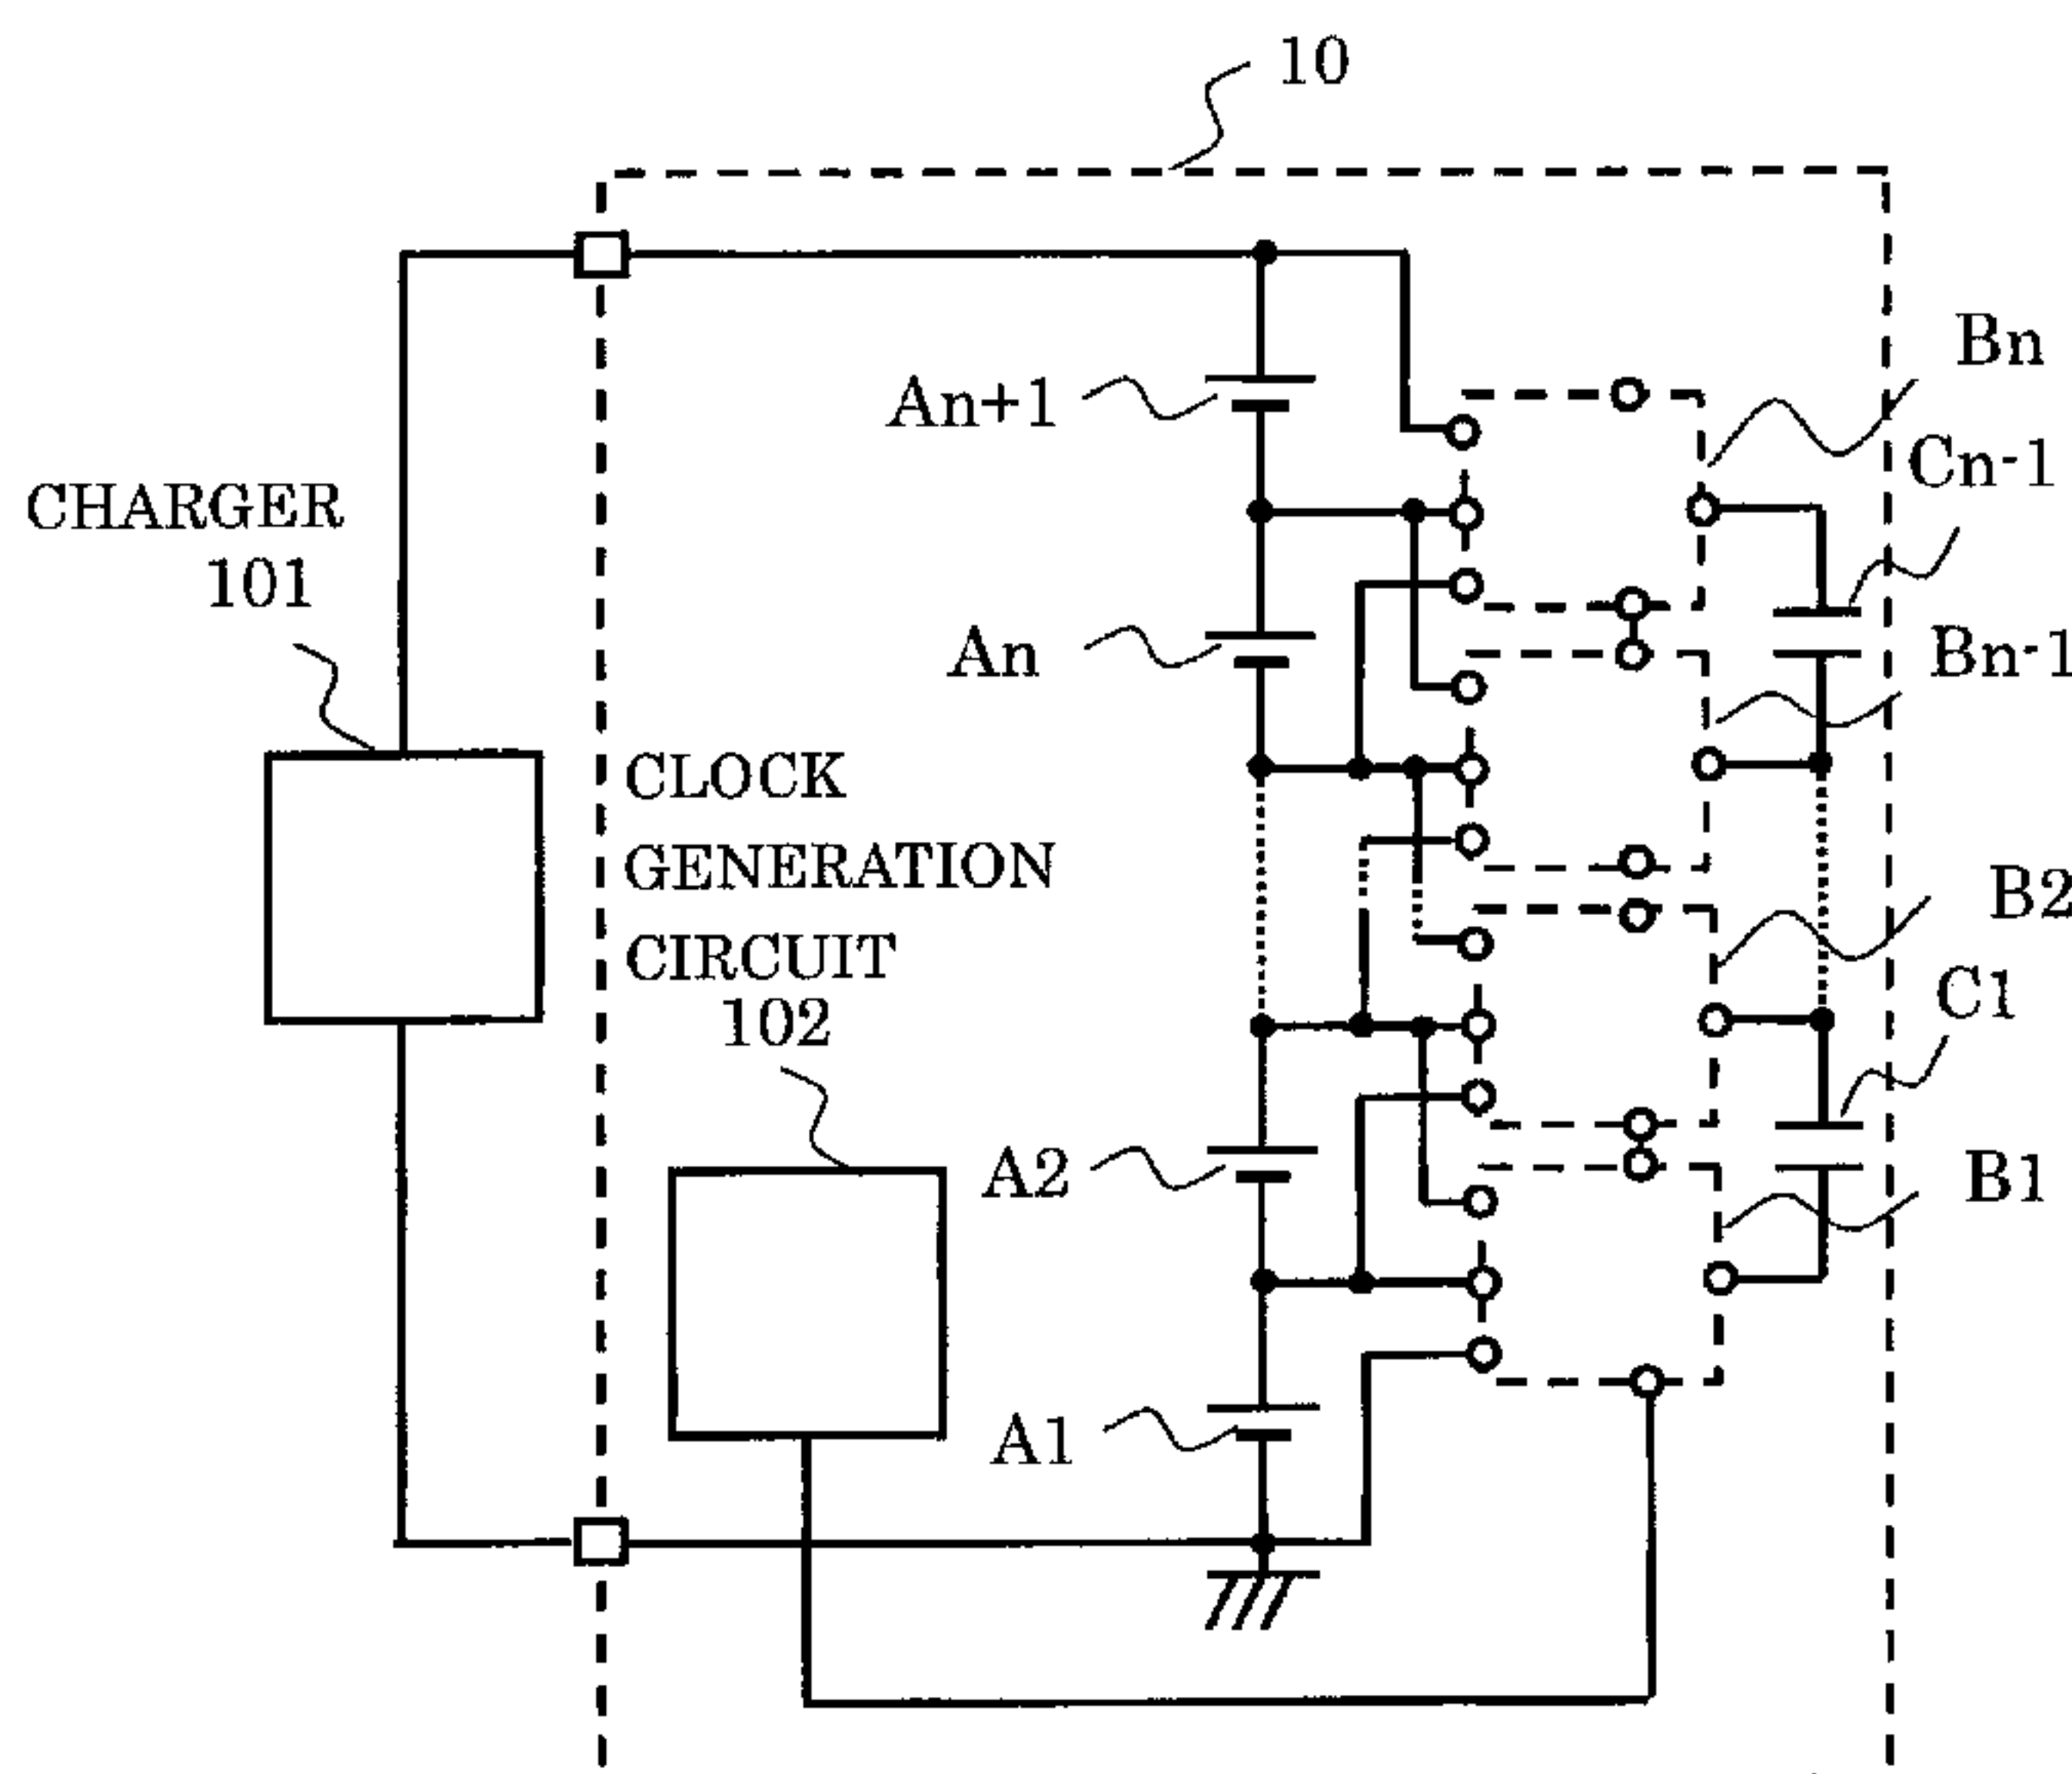 10
Bn
An+1
Cn-1
CHARGER
101
An
Bn-1
CLOCK
GENERATION
CIRCUIT
102
B2
C1
A2
B1
A1